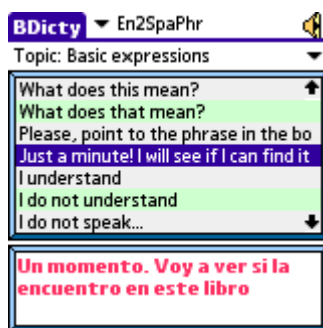 BDicty En2SpaPhr
Topic: Basic expressions
What does this mean?
What does that mean?
Please, point to the phrase in the bo
Just a minute! I will see if I can find it
I understand
I do not understand
I do not speak...
Un momento. Voy a ver si la
encuentro en este libro